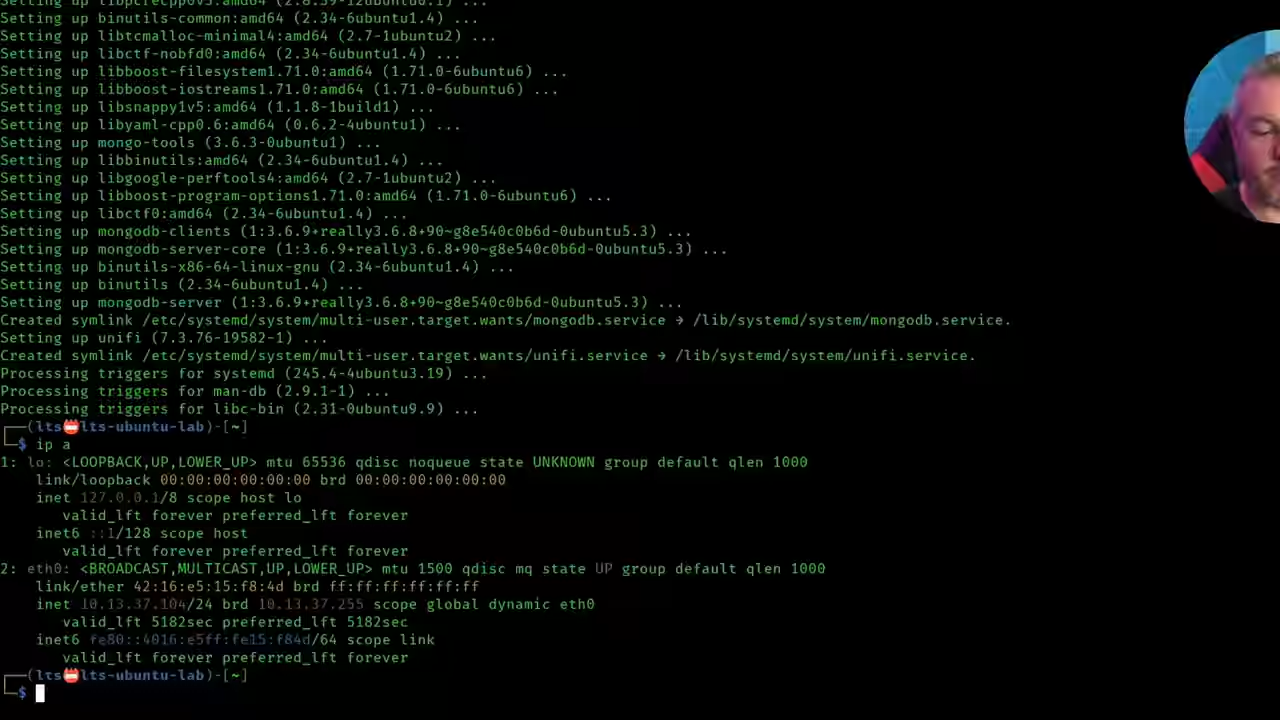 Setting up libpcrecpp0v5:amd64 (2:8.39-12ubuntu0.1) ...
Setting up binutils-common:amd64 (2.34-6ubuntu1.4) ...
Setting up libtcmalloc-minimal4:amd64 (2.7-1ubuntu2) ...
Setting up libctf-nobfd0:amd64 (2.34-6ubuntu1.4) ...
Setting up libboost-filesystem1.71.0:amd64 (1.71.0-6ubuntu6) ...
Setting up libboost-iostreams1.71.0:amd64 (1.71.0-6ubuntu6) ...
Setting up libsnappy1v5:amd64 (1.1.8-1build1) ...
Setting up libyaml-cpp0.6:amd64 (0.6.2-4ubuntu1) ...
Setting up mongo-tools (3.6.3-0ubuntu1) ...
Setting up libbinutils:amd64 (2.34-6ubuntu1.4) ...
Setting up libgoogle-perftools4:amd64 (2.7-1ubuntu2) ...
Setting up libboost-program-options1.71.0:amd64 (1.71.0-6ubuntu6) ...
Setting up libctf0:amd64 (2.34-6ubuntu1.4) ...
Setting up mongodb-clients (1:3.6.9+really3.6.8+90~g8e540c0b6d-0ubuntu5.3) ...
Setting up mongodb-server-core (1:3.6.9+really3.6.8+90~g8e540c0b6d-0ubuntu5.3) ...
Setting up binutils-x86-64-linux-gnu (2.34-6ubuntu1.4) ...
Setting up binutils (2.34-6ubuntu1.4) ...
Setting up mongodb-server (1:3.6.9+really3.6.8+90~g8e540c0b6d-0ubuntu5.3) ...
Created symlink /etc/systemd/system/multi-user.target.wants/mongodb.service → /lib/systemd/system/mongodb.service.
Setting up unifi (7.3.76-19582-1) ...
Created symlink /etc/systemd/system/multi-user.target.wants/unifi.service → /lib/systemd/system/unifi.service.
Processing triggers for systemd (245.4-4ubuntu3.19) ...
Processing triggers for man-db (2.9.1-1) ...
Processing triggers for libc-bin (2.31-0ubuntu9.9) ...
┌──(lts📛lts-ubuntu-lab)-[~]
└─$ ip a
1: lo: <LOOPBACK,UP,LOWER_UP> mtu 65536 qdisc noqueue state UNKNOWN group default qlen 1000
link/loopback 00:00:00:00:00:00 brd 00:00:00:00:00:00
inet 127.0.0.1/8 scope host lo
valid_lft forever preferred_lft forever
inet6 ::1/128 scope host
valid_lft forever preferred_lft forever
2: eth0: <BROADCAST,MULTICAST,UP,LOWER_UP> mtu 1500 qdisc mq state UP group default qlen 1000
link/ether 42:16:e5:15:f8:4d brd ff:ff:ff:ff:ff:ff
inet 10.13.37.104/24 brd 10.13.37.255 scope global dynamic eth0
valid_lft 5182sec preferred_lft 5182sec
inet6 fe80::4016:e5ff:fe15:f84d/64 scope link
valid_lft forever preferred_lft forever
┌──(lts📛lts-ubuntu-lab)-[~]
└─$